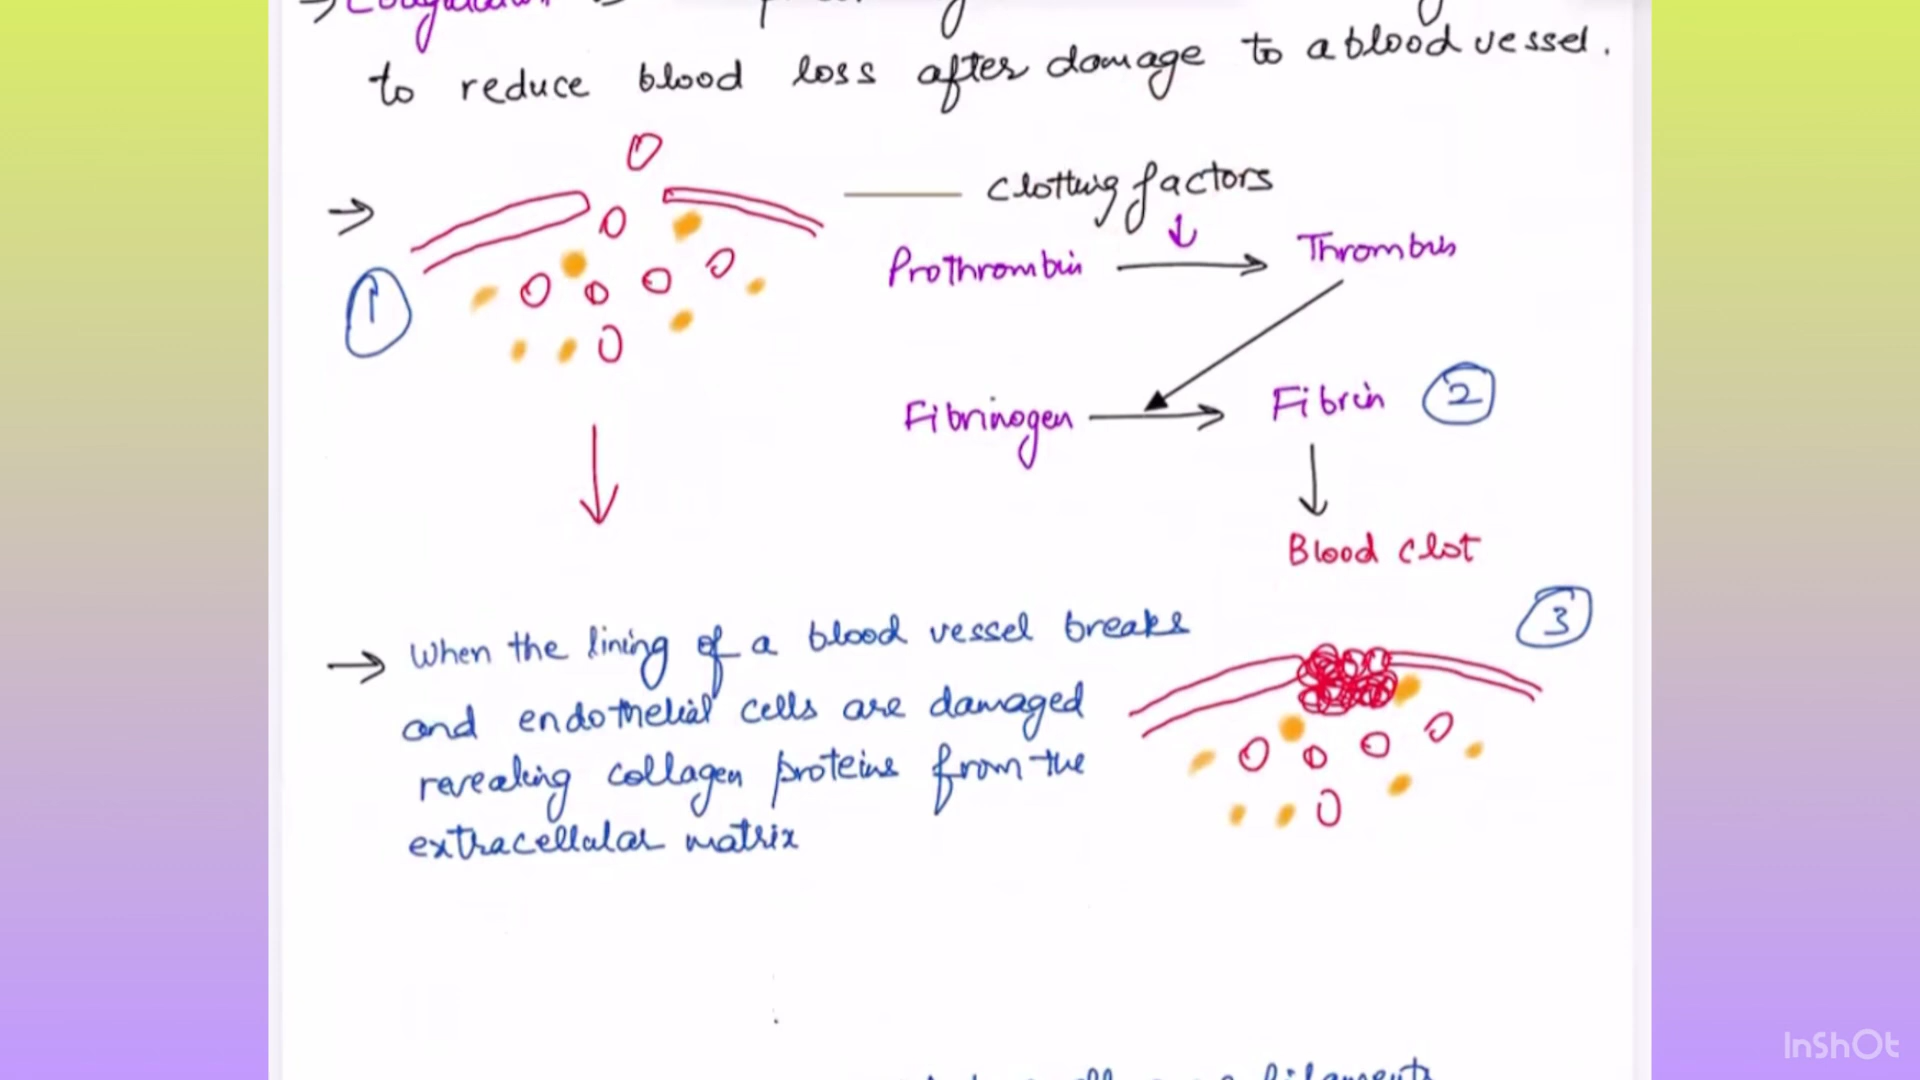 to reduce blood loss after damage to a blood vessel.
Clotting factors
Prothrombin
Thrombus
Fibrinogen
Fibrin
2
Blood clot
1
3
When the lining of a blood vessel breaks
and endothelial cells are damaged
revealing collagen proteins from the
extracellular matrix
filaments
InShOt